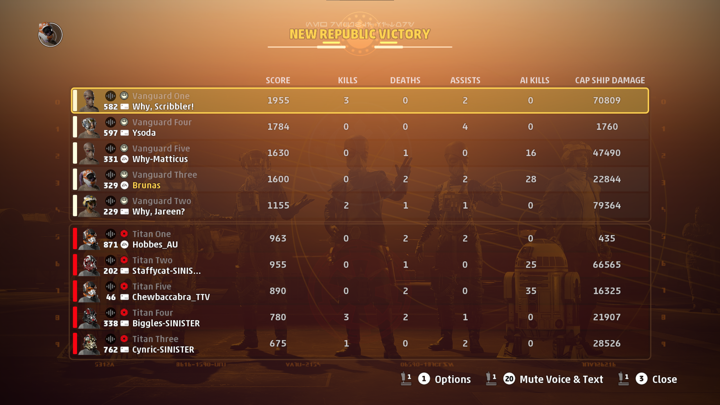 NEW REPUBLIC VICTORY
SCORE KILLS DEATHS ASSISTS AI KILLS CAP SHIP DAMAGE
Vanguard One
582 Why, Scribbler! 1955 3 0 2 0 70809
Vanguard Four
597 Ysoda 1784 0 0 4 0 1760
Vanguard Five
331 Why-Matticus 1630 0 1 0 16 47490
Vanguard Three
329 Brunas 1600 0 2 2 28 22844
Vanguard Two
229 Why, Jareen? 1155 2 1 1 0 79364
Titan One
871 Hobbes_AU 963 0 2 2 0 435
Titan Two
202 Staffycat-SINIS... 955 0 1 0 25 66565
Titan Five
46 Chewbaccabra_TTV 890 0 2 0 35 16325
Titan Four
338 Biggles-SINISTER 780 3 2 1 0 21907
Titan Three
762 Cynric-SINISTER 675 1 0 2 0 28526
1 1 Options 1 20 Mute Voice & Text 1 3 Close